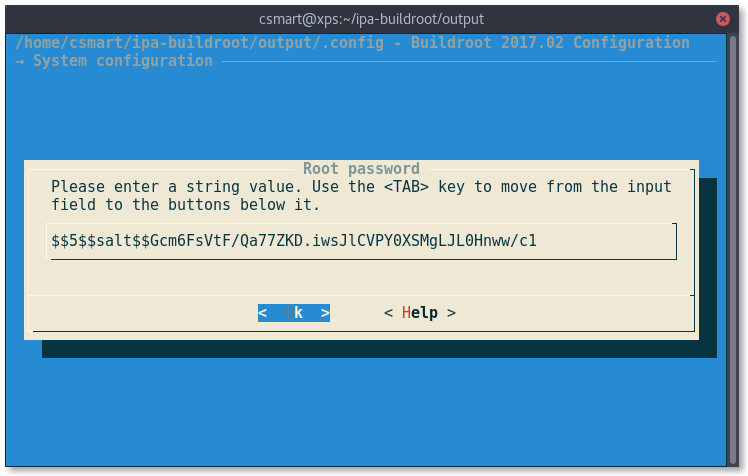 csmart@xps:~/ipa-buildroot/output
/home/csmart/ipa-buildroot/output/.config - Buildroot 2017.02 Configuration
→ System configuration
Root password
Please enter a string value. Use the <TAB> key to move from the input
field to the buttons below it.
$$5$$salt$$Gcm6FsVtF/Qa77ZKD.iwsJlCVPY0XSMgLJL0Hnww/c1
< Ok > < Help >